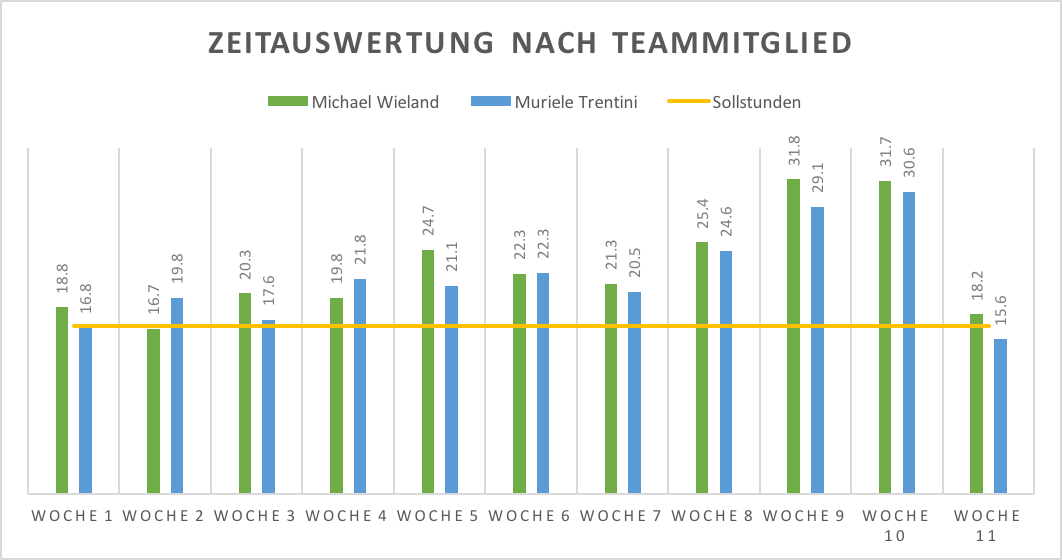 ZEITAUSWERTUNG NACH TEAMMITGLIED
Michael Wieland Muriele Trentini Sollstunden
18.8 16.8 16.7 19.8 20.3 17.6 19.8 21.8 24.7 21.1 22.3 22.3 21.3 20.5 25.4 24.6 31.8 29.1 31.7 30.6 18.2 15.6
WOCHE 1 WOCHE 2 WOCHE 3 WOCHE 4 WOCHE 5 WOCHE 6 WOCHE 7 WOCHE 8 WOCHE 9 WOCHE WOCHE
10 11